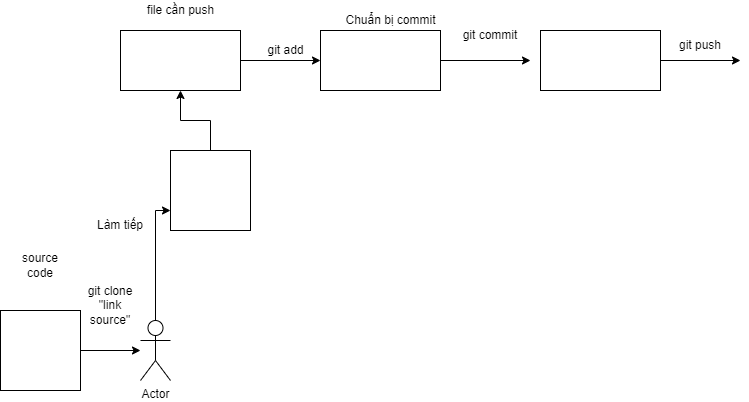 file cần push
Chuẩn bị commit
git add
git commit
git push
Làm tiếp
source
code
git clone
"link
source"
Actor